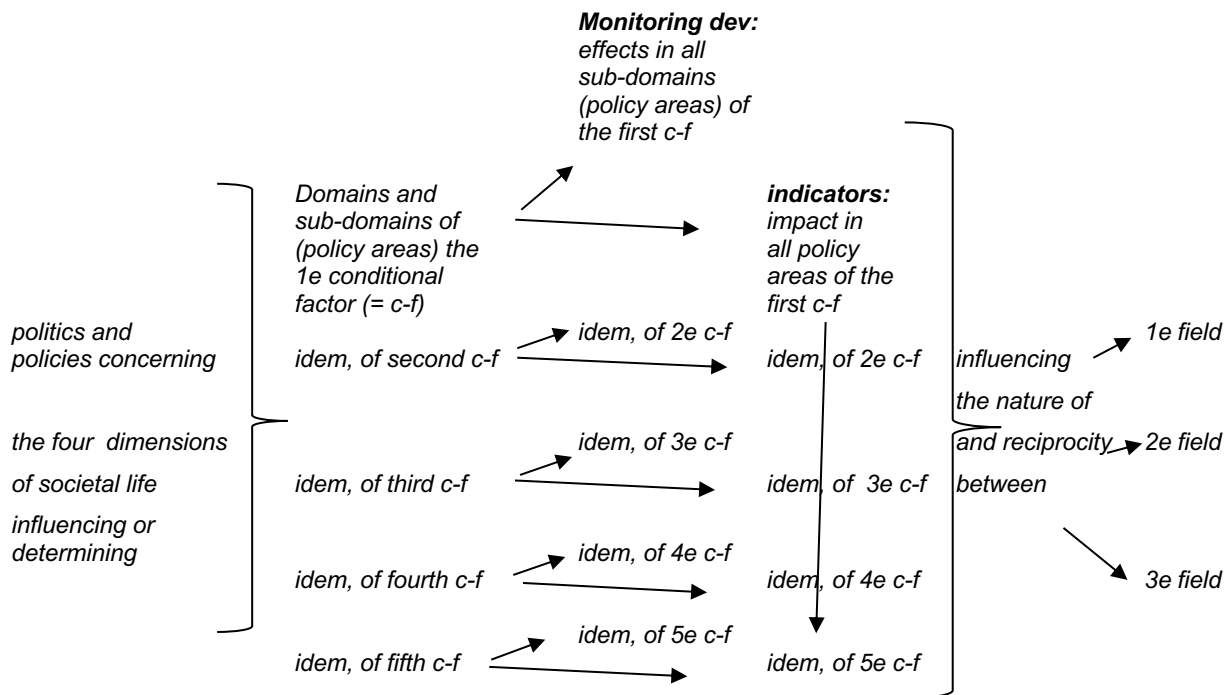 Monitoring dev:
effects in all
sub-domains
(policy areas) of
the first c-f
Domains and
sub-domains of
(policy areas) the
1e conditional
factor (= c-f)
indicators:
impact in
all policy
areas of the
first c-f
politics and
policies concerning
the four dimensions
of societal life
influencing or
determining
idem, of second c-f
idem, of 2e c-f
idem, of 2e c-f
idem, of third c-f
idem, of 3e c-f
idem, of 3e c-f
idem, of fourth c-f
idem, of 4e c-f
idem, of 4e c-f
idem, of fifth c-f
idem, of 5e c-f
idem, of 5e c-f
influencing
the nature of
and reciprocity
between
1e field
2e field
3e field